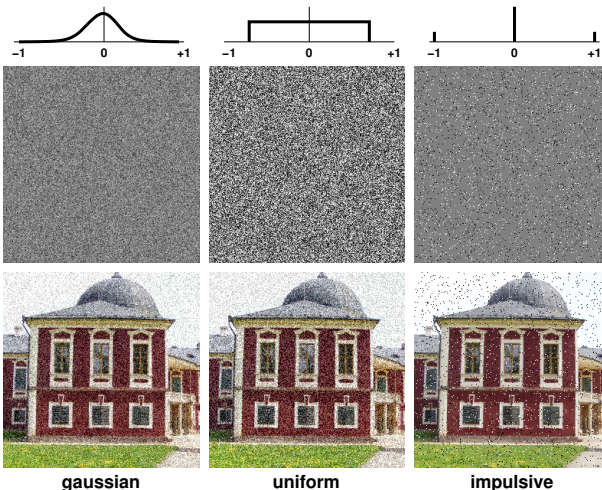 −1 0 +1 −1 0 +1 −1 0 +1
gaussian uniform impulsive